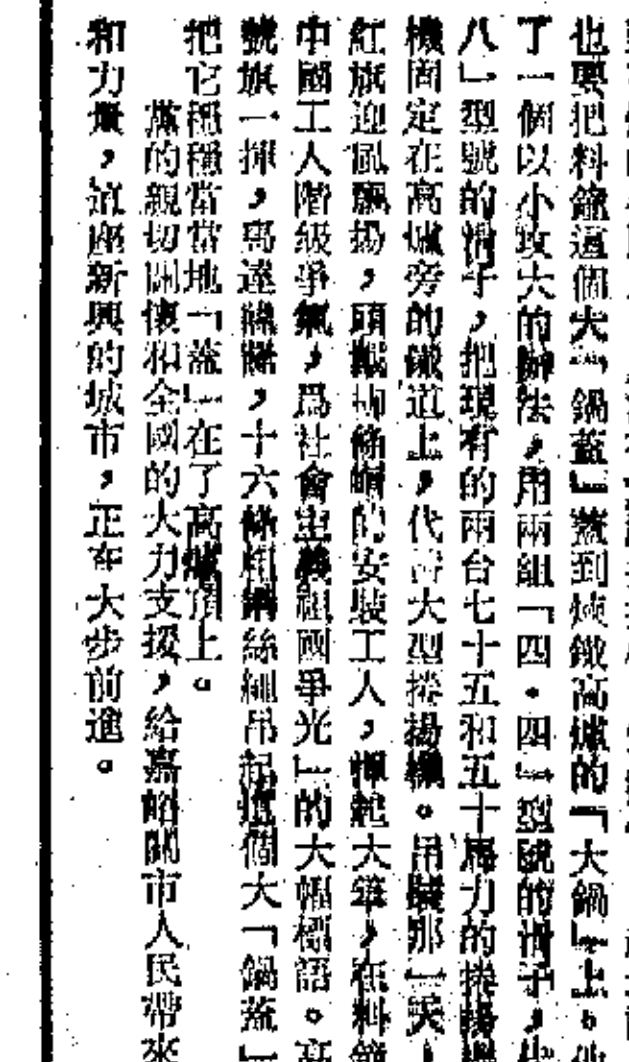 也要把料鐘這個大「鍋蓋」蓋到煉鐵高爐的「大鍋」上。他
了一個以小攻大的辦法，用兩組「四·四」型號的滑子，
八」型號的滑子，把現有的兩台七十五和五十馬力的捲揚機
機固定在高爐旁的鐵道上，代替大型捲揚機。吊裝那一天，
紅旗迎風飄揚，頭戴柳條帽的安裝工人，揮起大筆，在料鐘
中國工人階級爭氣，爲社會主義祖國爭光」的大幅標語。高
號旗一揮，馬達，十六條粗鋼絲繩吊起這個大「鍋蓋」
把它穩穩當當地「蓋」在了高爐頂上。
黨的親切關懷和全國的大力支援，給嘉峪關市人民帶來
和力量，這座新興的城市，正在大步前進。